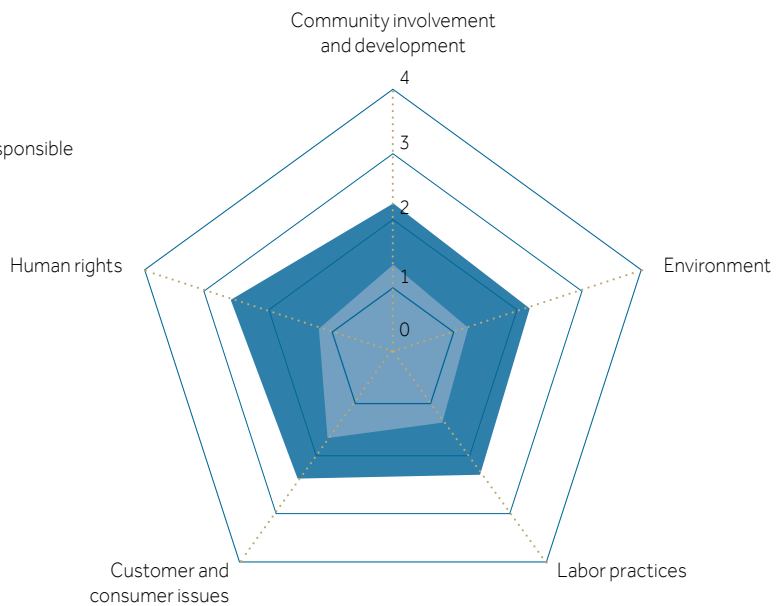 Community involvement
and development
4
sponsible
3
2
Human rights
Environment
1
0
Customer and
consumer issues
Labor practices